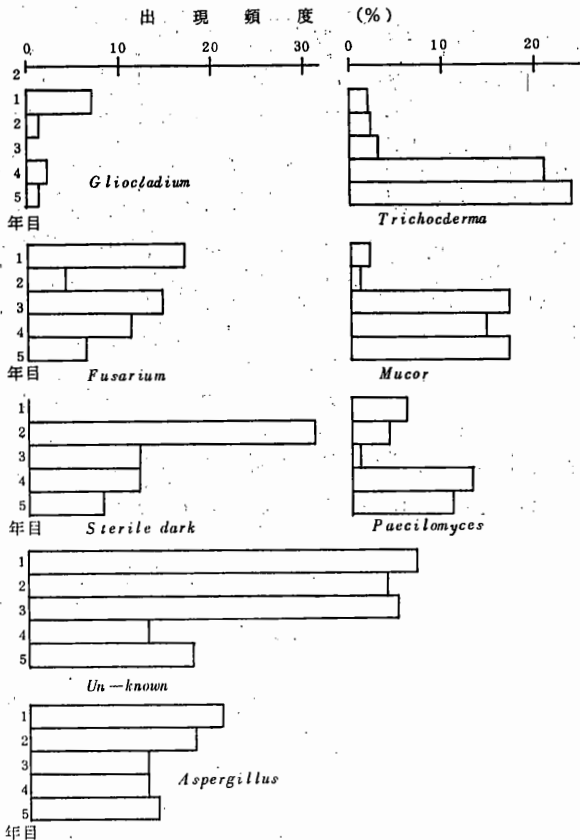 出現頻度(%)
0 10 20 30 0 10 20
2
1
2
3
4
5
年目
Gliocladium
Trichocderma
1
2
3
4
5
年目
Fusarium
Mucor
1
2
3
4
5
年目
Sterile dark
Paecilomyces
1
2
3
4
5
Un—known
1
2
3
4
5
年目
Aspergillus